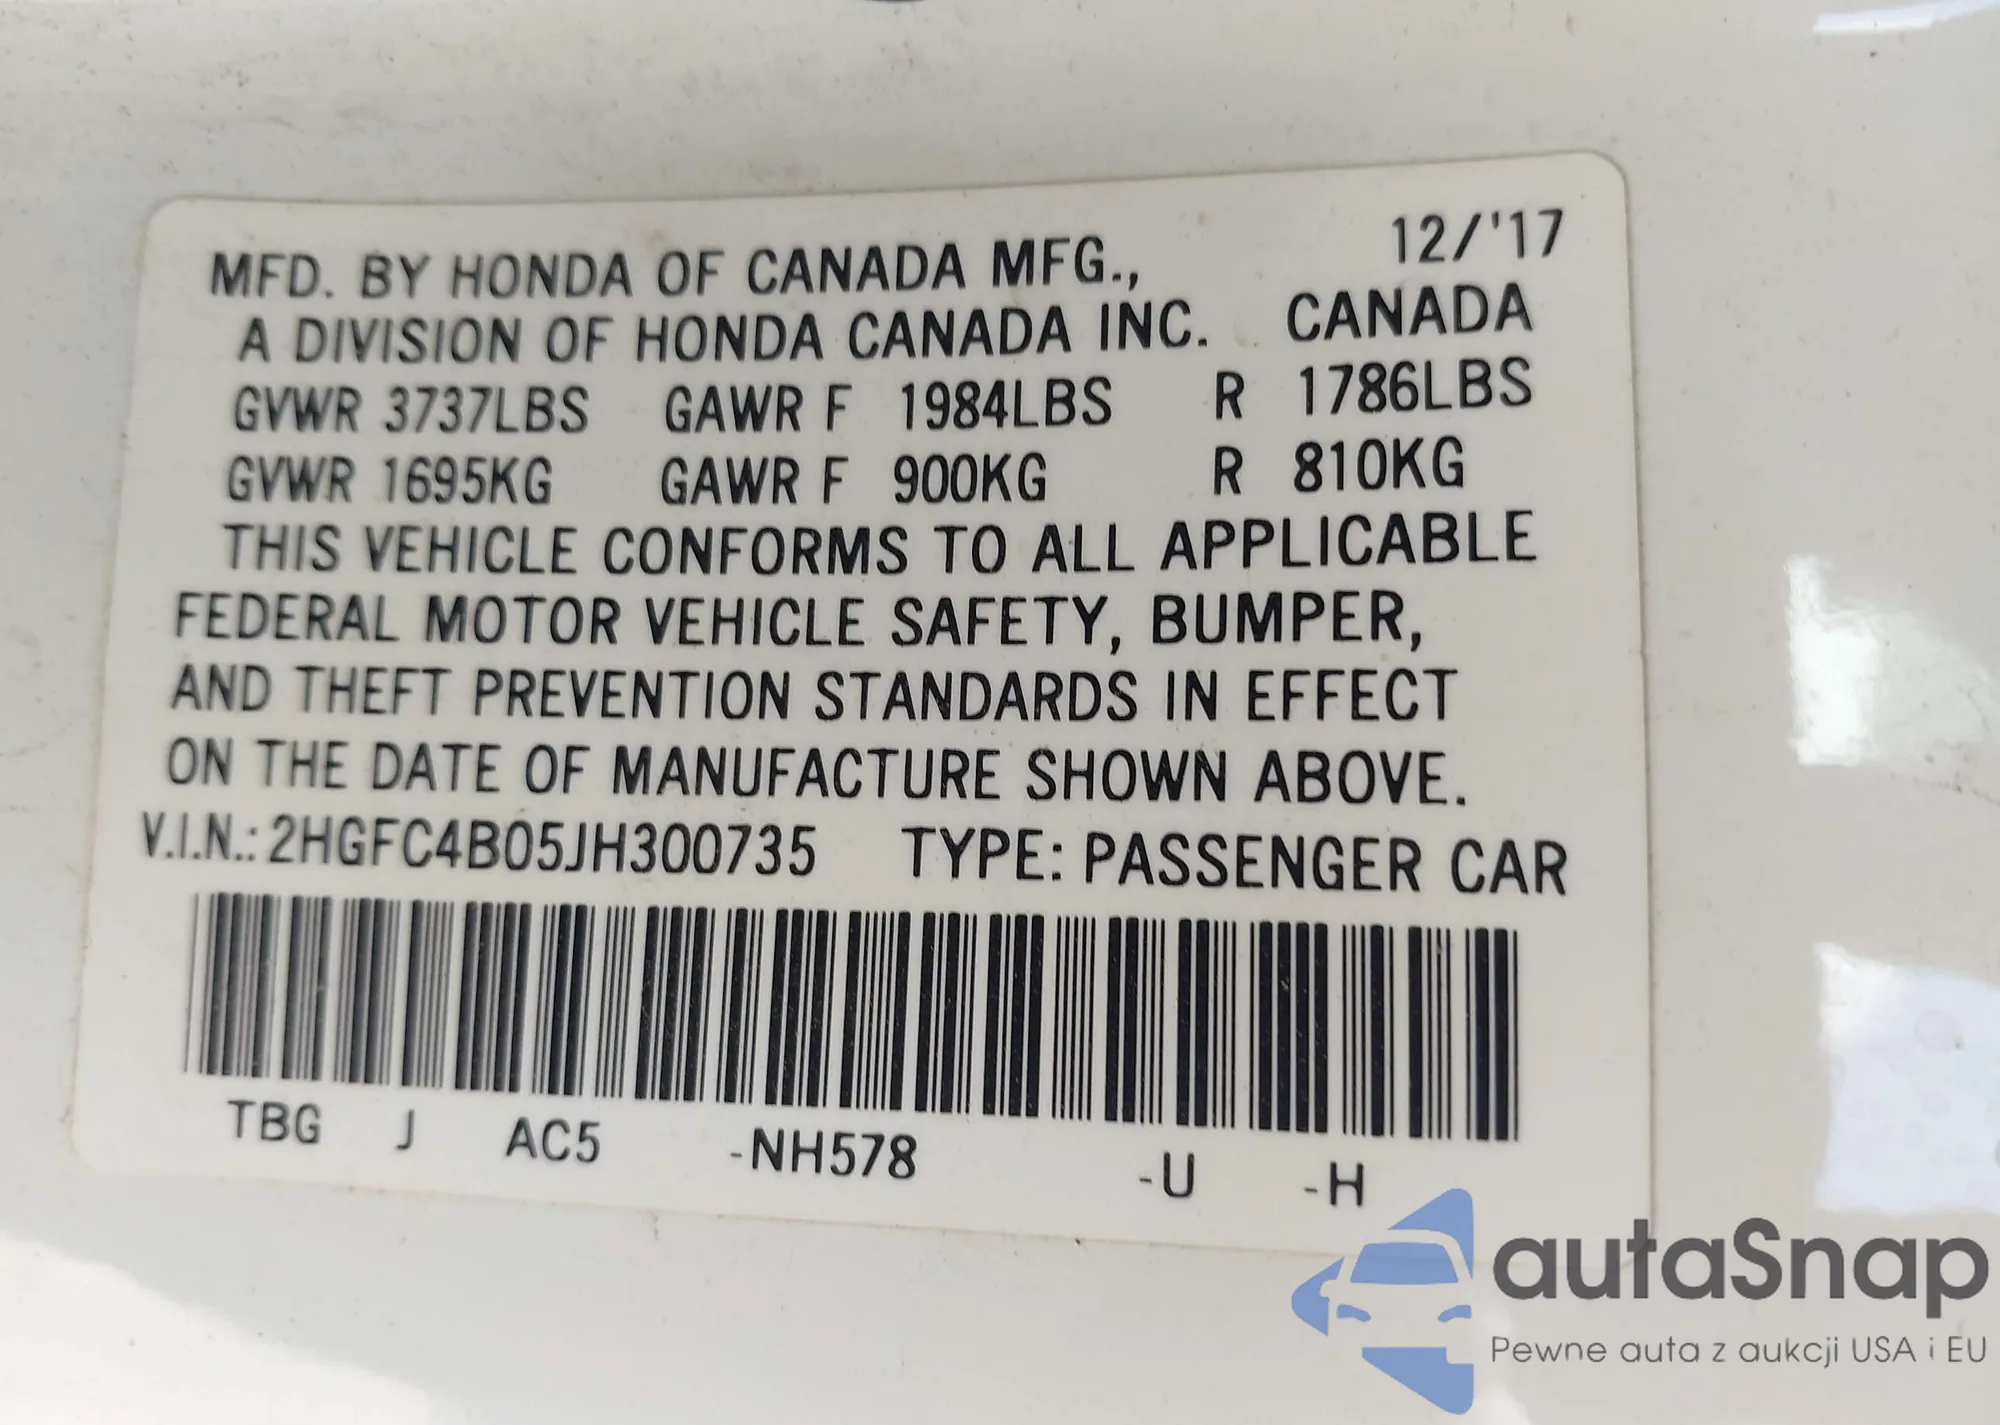 12/'17
MFD. BY HONDA OF CANADA MFG.,
A DIVISION OF HONDA CANADA INC. CANADA
GVWR 3737LBS GAWR F 1984LBS R 1786LBS
GVWR 1695KG GAWR F 900KG R 810KG
THIS VEHICLE CONFORMS TO ALL APPLICABLE
FEDERAL MOTOR VEHICLE SAFETY, BUMPER,
AND THEFT PREVENTION STANDARDS IN EFFECT
ON THE DATE OF MANUFACTURE SHOWN ABOVE.
V.I.N.: 2HGFC4B05JH300735 TYPE: PASSENGER CAR
TBG J AC5 -NH578 -U -H
autaSnap
Pewne auta z aukcji USA i EU